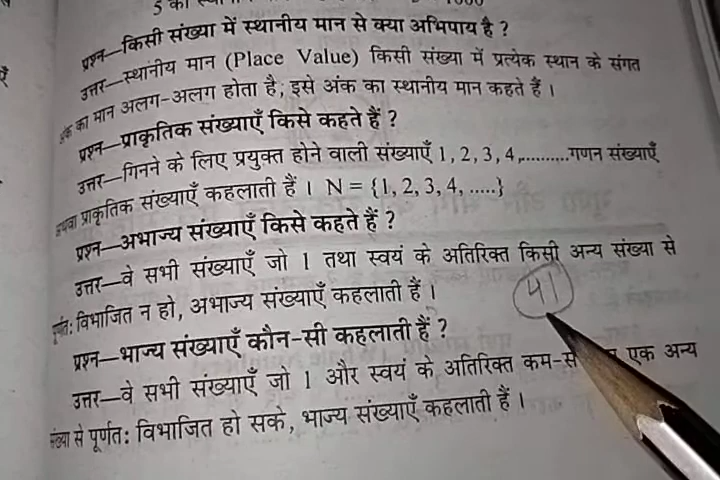 5 का
प्रश्न—किसी संख्या में स्थानीय मान से क्या अभिप्राय है ?
उत्तर—स्थानीय मान (Place Value) किसी संख्या में प्रत्येक स्थान के संगत
अंक का मान अलग-अलग होता है, इसे अंक का स्थानीय मान कहते हैं ।
प्रश्न—प्राकृतिक संख्याएँ किसे कहते हैं ?
उत्तर—गिनने के लिए प्रयुक्त होने वाली संख्याएँ 1, 2, 3, 4,..........गणन संख्याएँ
अथवा प्राकृतिक संख्याएँ कहलाती हैं । N = {1, 2, 3, 4, .....}
प्रश्न—अभाज्य संख्याएँ किसे कहते हैं ?
उत्तर—वे सभी संख्याएँ जो 1 तथा स्वयं के अतिरिक्त किसी अन्य संख्या से
पूर्णत: विभाजित न हो, अभाज्य संख्याएँ कहलाती हैं ।
41
प्रश्न—भाज्य संख्याएँ कौन-सी कहलाती हैं ?
उत्तर—वे सभी संख्याएँ जो 1 और स्वयं के अतिरिक्त कम-से एक अन्य
संख्या से पूर्णत: विभाजित हो सके, भाज्य संख्याएँ कहलाती हैं ।